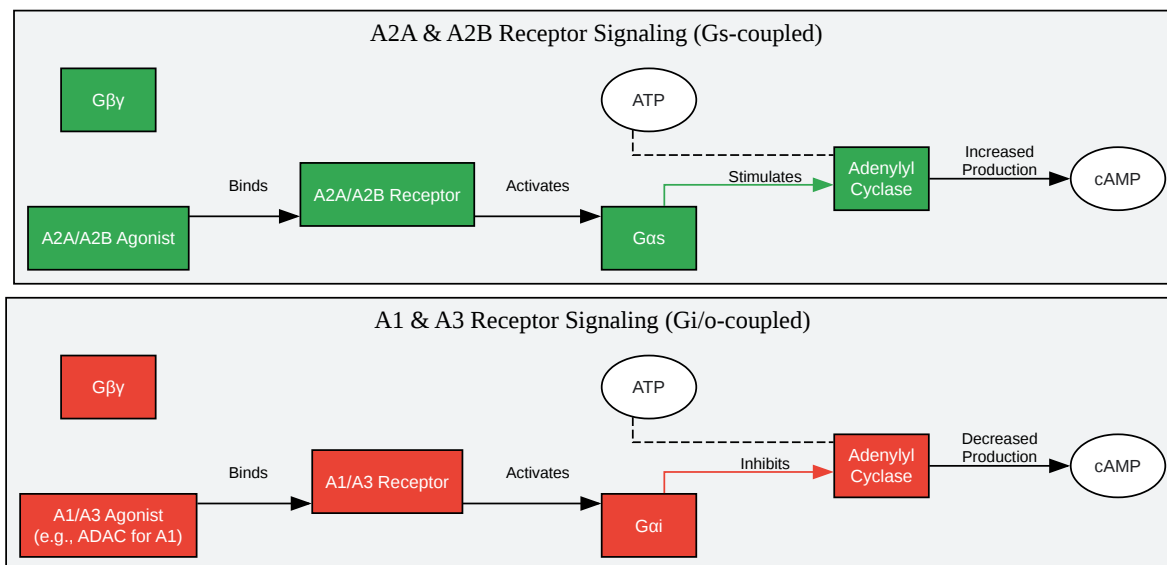 A2A & A2B Receptor Signaling (Gs-coupled)
Gβγ
ATP
Binds
A2A/A2B Receptor
Activates
Stimulates
Adenylyl
Cyclase
Increased
Production
cAMP
A2A/A2B Agonist
Gαs
A1 & A3 Receptor Signaling (Gi/o-coupled)
Gβγ
ATP
Binds
A1/A3 Receptor
Activates
Inhibits
Adenylyl
Cyclase
Decreased
Production
cAMP
A1/A3 Agonist
(e.g., ADAC for A1)
Gαi